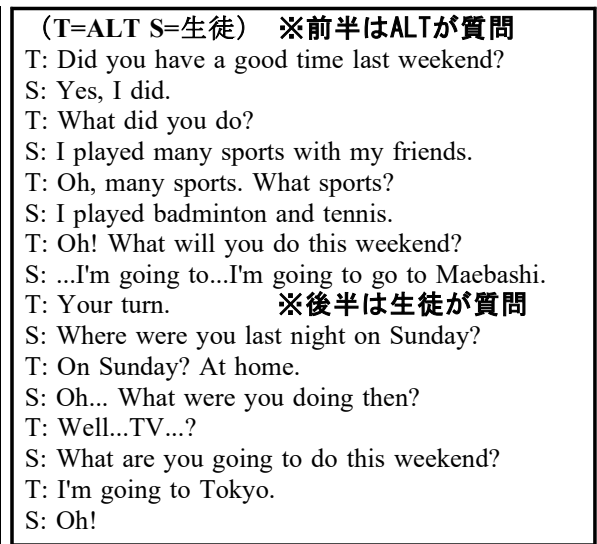 （T=ALT S=生徒） ※前半はALTが質問
T: Did you have a good time last weekend?
S: Yes, I did.
T: What did you do?
S: I played many sports with my friends.
T: Oh, many sports. What sports?
S: I played badminton and tennis.
T: Oh! What will you do this weekend?
S: ...I'm going to...I'm going to go to Maebashi.
T: Your turn. ※後半は生徒が質問
S: Where were you last night on Sunday?
T: On Sunday? At home.
S: Oh... What were you doing then?
T: Well...TV...?
S: What are you going to do this weekend?
T: I'm going to Tokyo.
S: Oh!